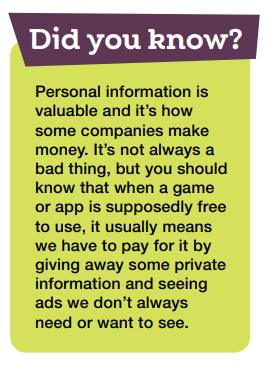 Did you know?
Personal information is
valuable and it's how
some companies make
money. It's not always a
bad thing, but you should
know that when a game
or app is supposedly free
to use, it usually means
we have to pay for it by
giving away some private
information and seeing
ads we don't always
need or want to see.